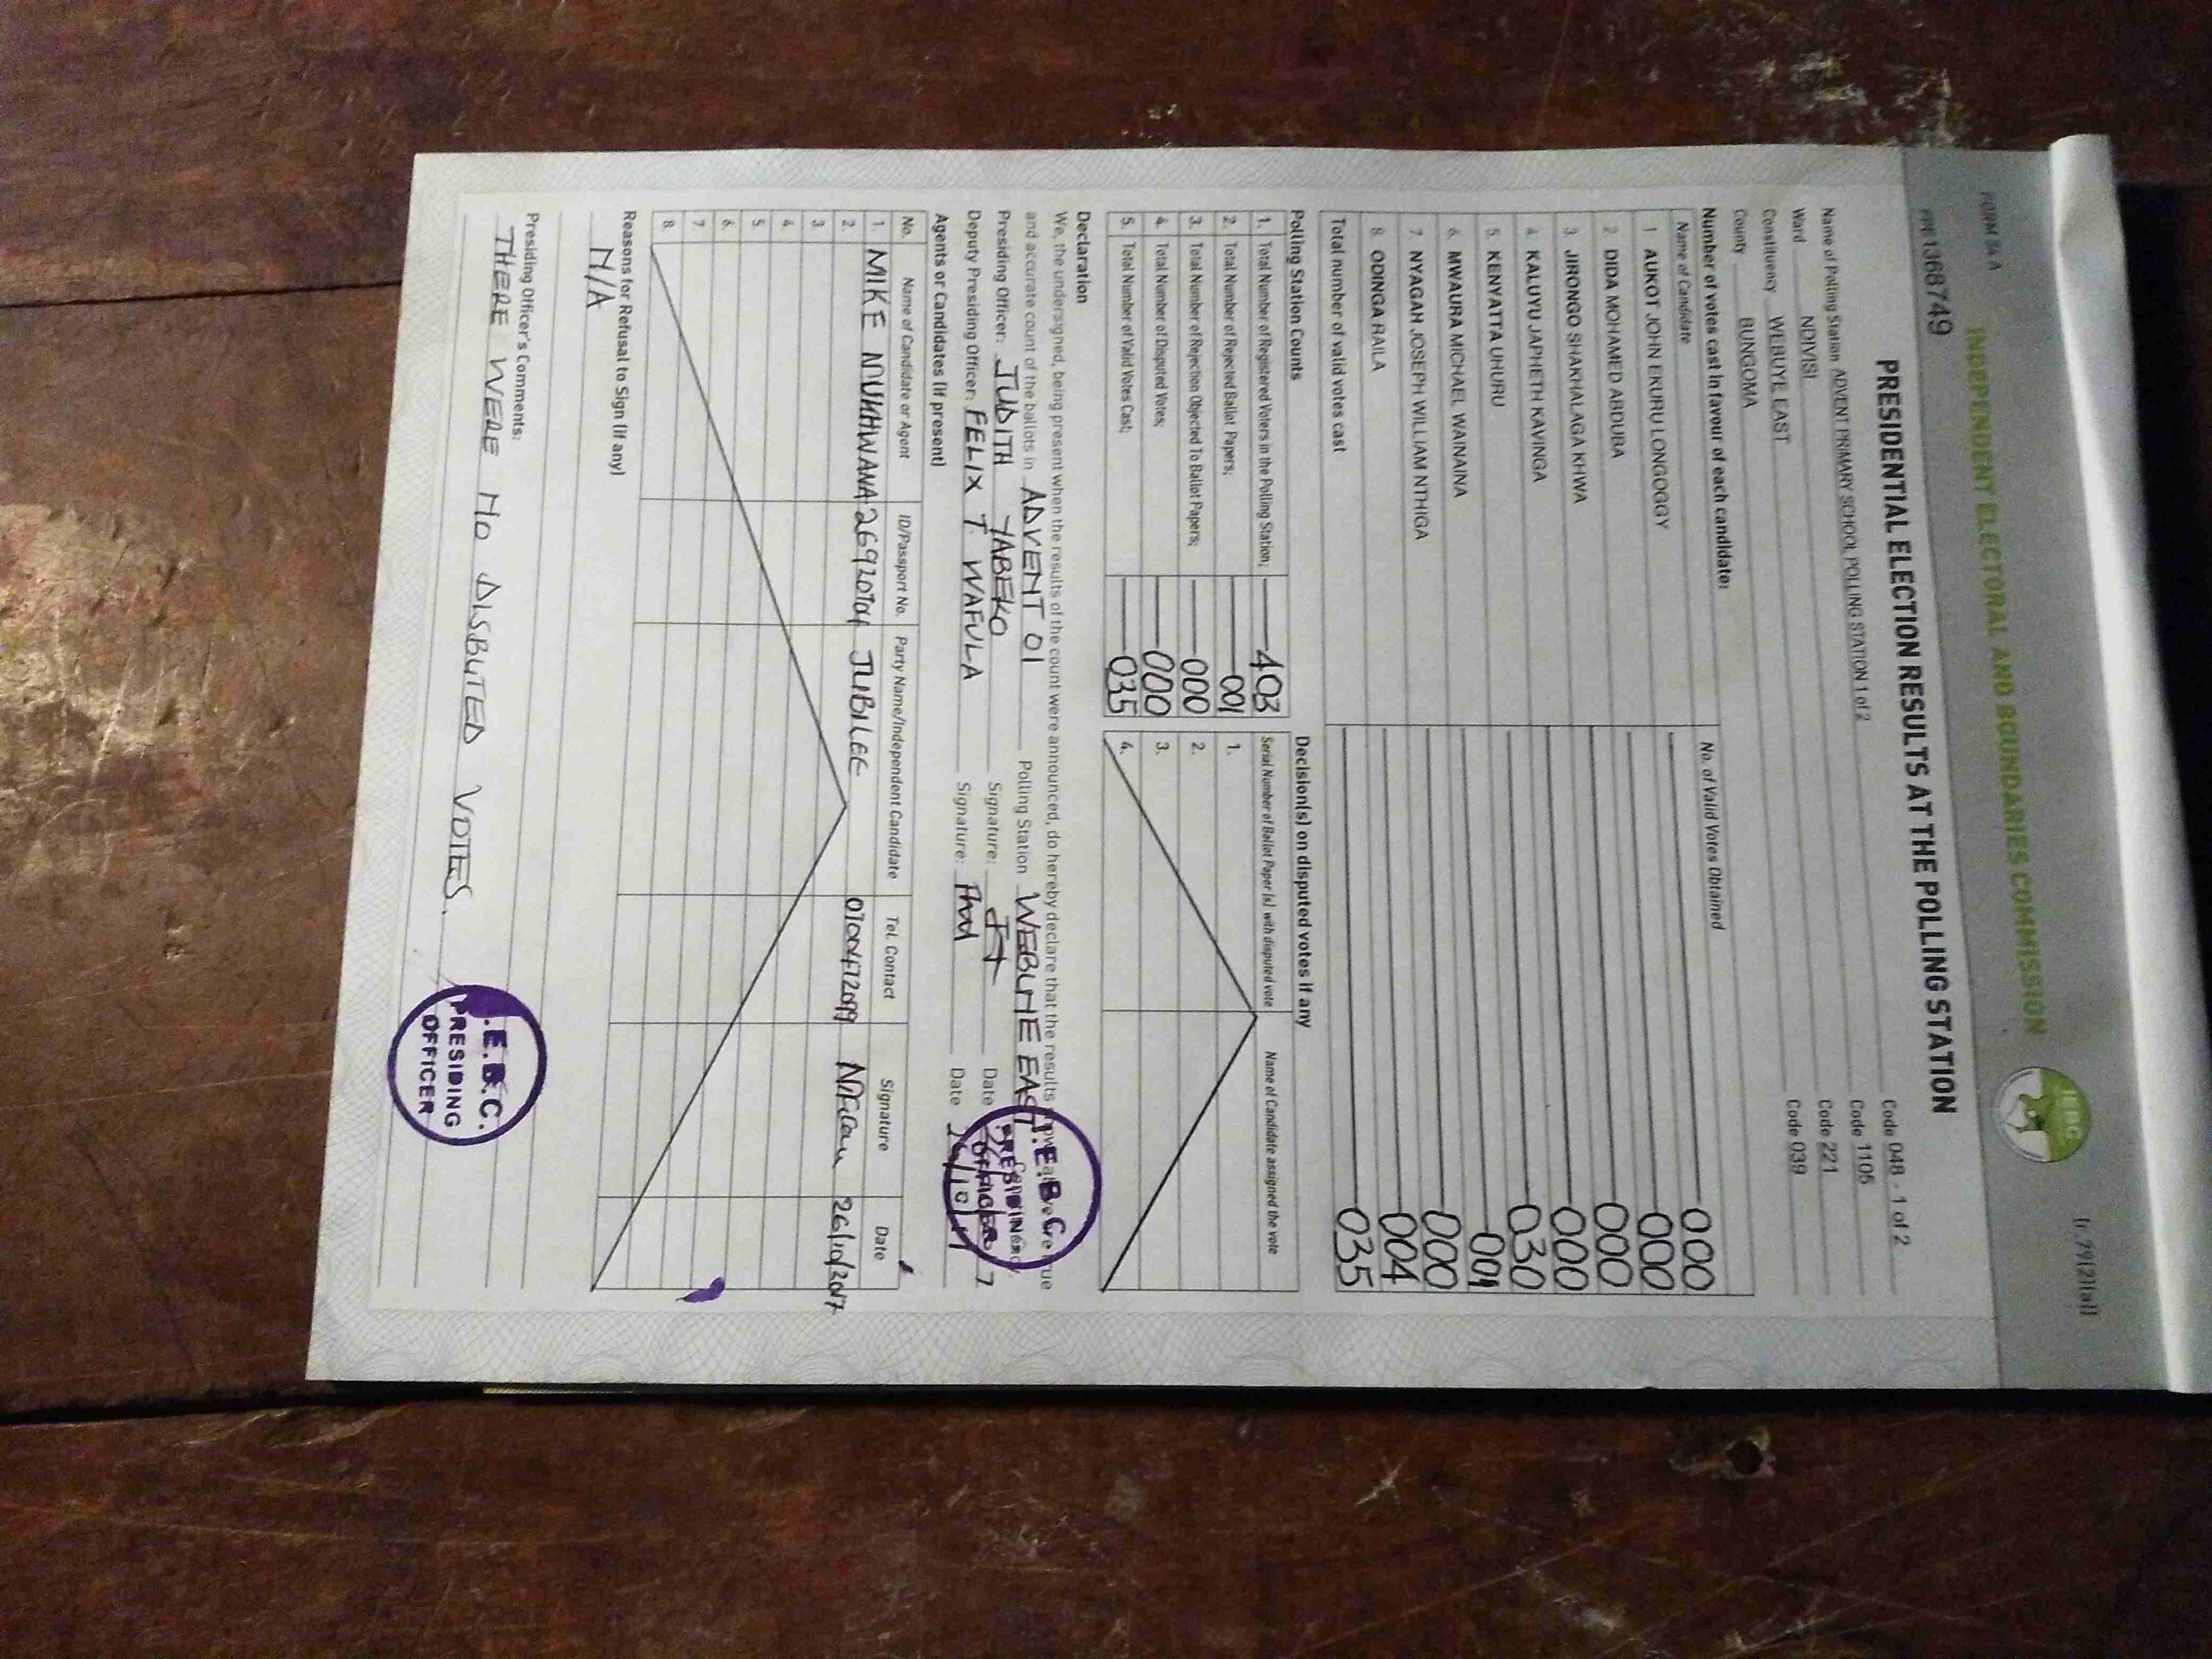 FORM 34 A
(r.79(2)(a))
INDEPENDENT ELECTORAL AND BOUNDARIES COMMISSION
IEBC
PRE 1368749
PRESIDENTIAL ELECTION RESULTS AT THE POLLING STATION
Name of Polling Station ADVENT PRIMARY SCHOOL POLLING STATION 1 of 2 Code 048 - 1 of 2
Ward NDIVISI Code 1105
Constituency WEBUYE EAST Code 221
County BUNGOMA Code 039
Number of votes cast in favour of each candidate:
Name of Candidate No. of Valid Votes Obtained
1. AUKOT JOHN EKURU LONGOGGY 000
2. DIDA MOHAMED ABDUBA 000
3. JIRONGO SHAKHALAGA KHWA 000
4. KALUYU JAPHETH KAVINGA 000
5. KENYATTA UHURU 030
6. MWAURA MICHAEL WAINAINA 001
7. NYAGAH JOSEPH WILLIAM NTHIGA 000
8. ODINGA RAILA 004
Total number of valid votes cast 035
Polling Station Counts
1. Total Number of Registered Voters in the Polling Station; 403
2. Total Number of Rejected Ballot Papers; 001
3. Total Number of Rejection Objected To Ballot Papers; 000
4. Total Number of Disputed Votes; 000
5. Total Number of Valid Votes Cast; 035
Decision(s) on disputed votes if any
Serial Number of Ballot Paper(s) with disputed vote Name of Candidate assigned the vote
1.
2.
3.
4.
Declaration
We, the undersigned, being present when the results of the count were announced, do hereby declare that the results above are true
and accurate count of the ballots in ADVENT 01 Polling Station WEBUYE EAST
Presiding Officer: JUDITH YABEKO Signature: Date
Deputy Presiding Officer: FELIX T. WAFULA Signature: Date 26/10/17
I.E.B.C
PRESIDING
OFFICER
Agents or Candidates (if present)
No. Name of Candidate or Agent ID/Passport No. Party Name/Independent Candidate Tel. Contact Signature Date
1. MIKE 26/10/2017 JUBILEE
2.
3.
4.
5.
6.
7.
8.
Reasons for Refusal to Sign (if any)
N/A
Presiding Officer's Comments:
THERE WERE NO DISBUTED VOTES.
.E.B.C.
PRESIDING
OFFICER